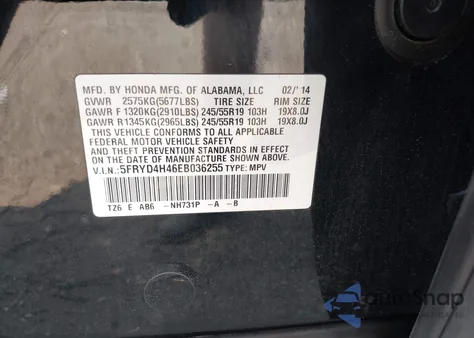 MFD. BY HONDA MFG. OF ALABAMA, LLC 02/'14
GVWR 2575KG(5677LBS) TIRE SIZE RIM SIZE
GAWR F 1320KG(2910LBS) 245/55R19 103H 19X8.0J
GAWR R 1345KG(2965LBS) 245/55R19 103H 19X8.0J
THIS VEHICLE CONFORMS TO ALL APPLICABLE
FEDERAL MOTOR VEHICLE SAFETY AND THEFT PREVENTION
STANDARDS IN EFFECT ON THE DATE OF MANUFACTURE
SHOWN ABOVE.
V.I.N.: 5FRYD4H46EB036255 TYPE: MPV
TZ6 E AB6 -NH731P -A -B
AutoSnap